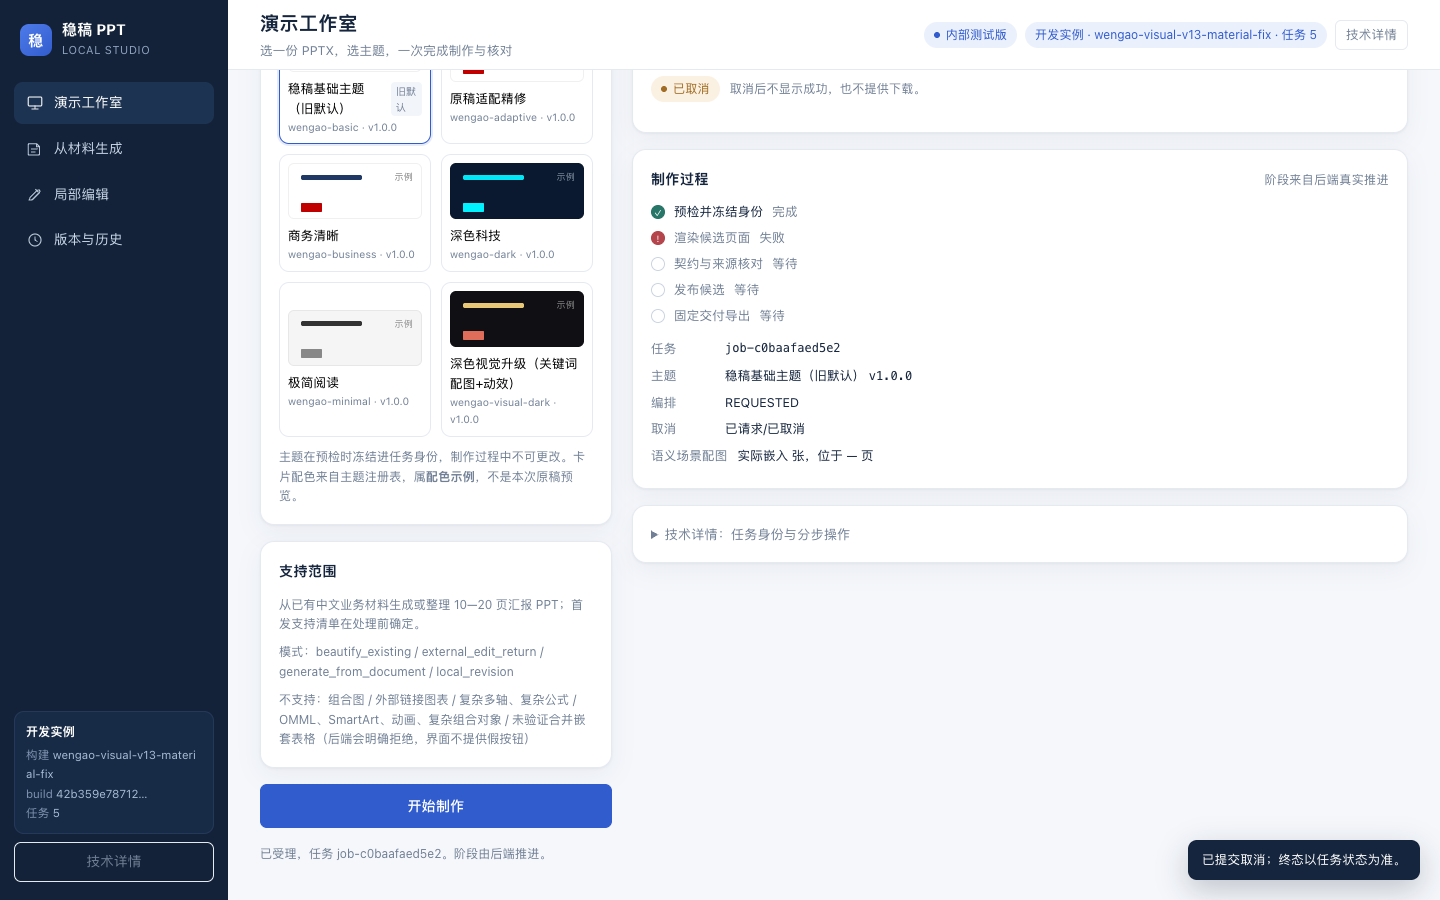 稳
稳稿 PPT
LOCAL STUDIO
演示工作室
从材料生成
局部编辑
版本与历史
开发实例
构建 wengao-visual-v13-materi
al-fix
build 42b359e78712...
任务 5
技术详情
演示工作室
选一份 PPTX，选主题，一次完成制作与核对
内部测试版
开发实例 · wengao-visual-v13-material-fix · 任务 5
技术详情
稳稿基础主题
（旧默认）
旧默
认
wengao-basic · v1.0.0
原稿适配精修
wengao-adaptive · v1.0.0
示例
商务清晰
wengao-business · v1.0.0
示例
深色科技
wengao-dark · v1.0.0
示例
极简阅读
wengao-minimal · v1.0.0
示例
深色视觉升级（关键词
配图+动效）
wengao-visual-dark ·
v1.0.0
主题在预检时冻结进任务身份，制作过程中不可更改。卡
片配色来自主题注册表，属配色示例，不是本次原稿预
览。
支持范围
从已有中文业务材料生成或整理 10—20 页汇报 PPT；首
发支持清单在处理前确定。
模式：beautify_existing / external_edit_return /
generate_from_document / local_revision
不支持：组合图 / 外部链接图表 / 复杂多轴、复杂公式 /
OMML、SmartArt、动画、复杂组合对象 / 未验证合并嵌
套表格（后端会明确拒绝，界面不提供假按钮）
开始制作
已受理，任务 job-c0baafaed5e2。阶段由后端推进。
已取消
取消后不显示成功，也不提供下载。
制作过程
阶段来自后端真实推进
预检并冻结身份 完成
渲染候选页面 失败
契约与来源核对 等待
发布候选 等待
固定交付导出 等待
任务 job-c0baafaed5e2
主题 稳稿基础主题（旧默认） v1.0.0
编排 REQUESTED
取消 已请求/已取消
语义场景配图 实际嵌入 张，位于 — 页
技术详情：任务身份与分步操作
已提交取消；终态以任务状态为准。